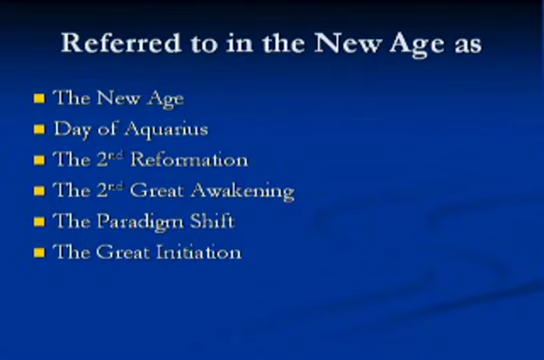 Referred to in the New Age as
The New Age
Day of Aquarius
The 2nd Reformation
The 2nd Great Awakening
The Paradigm Shift
The Great Initiation